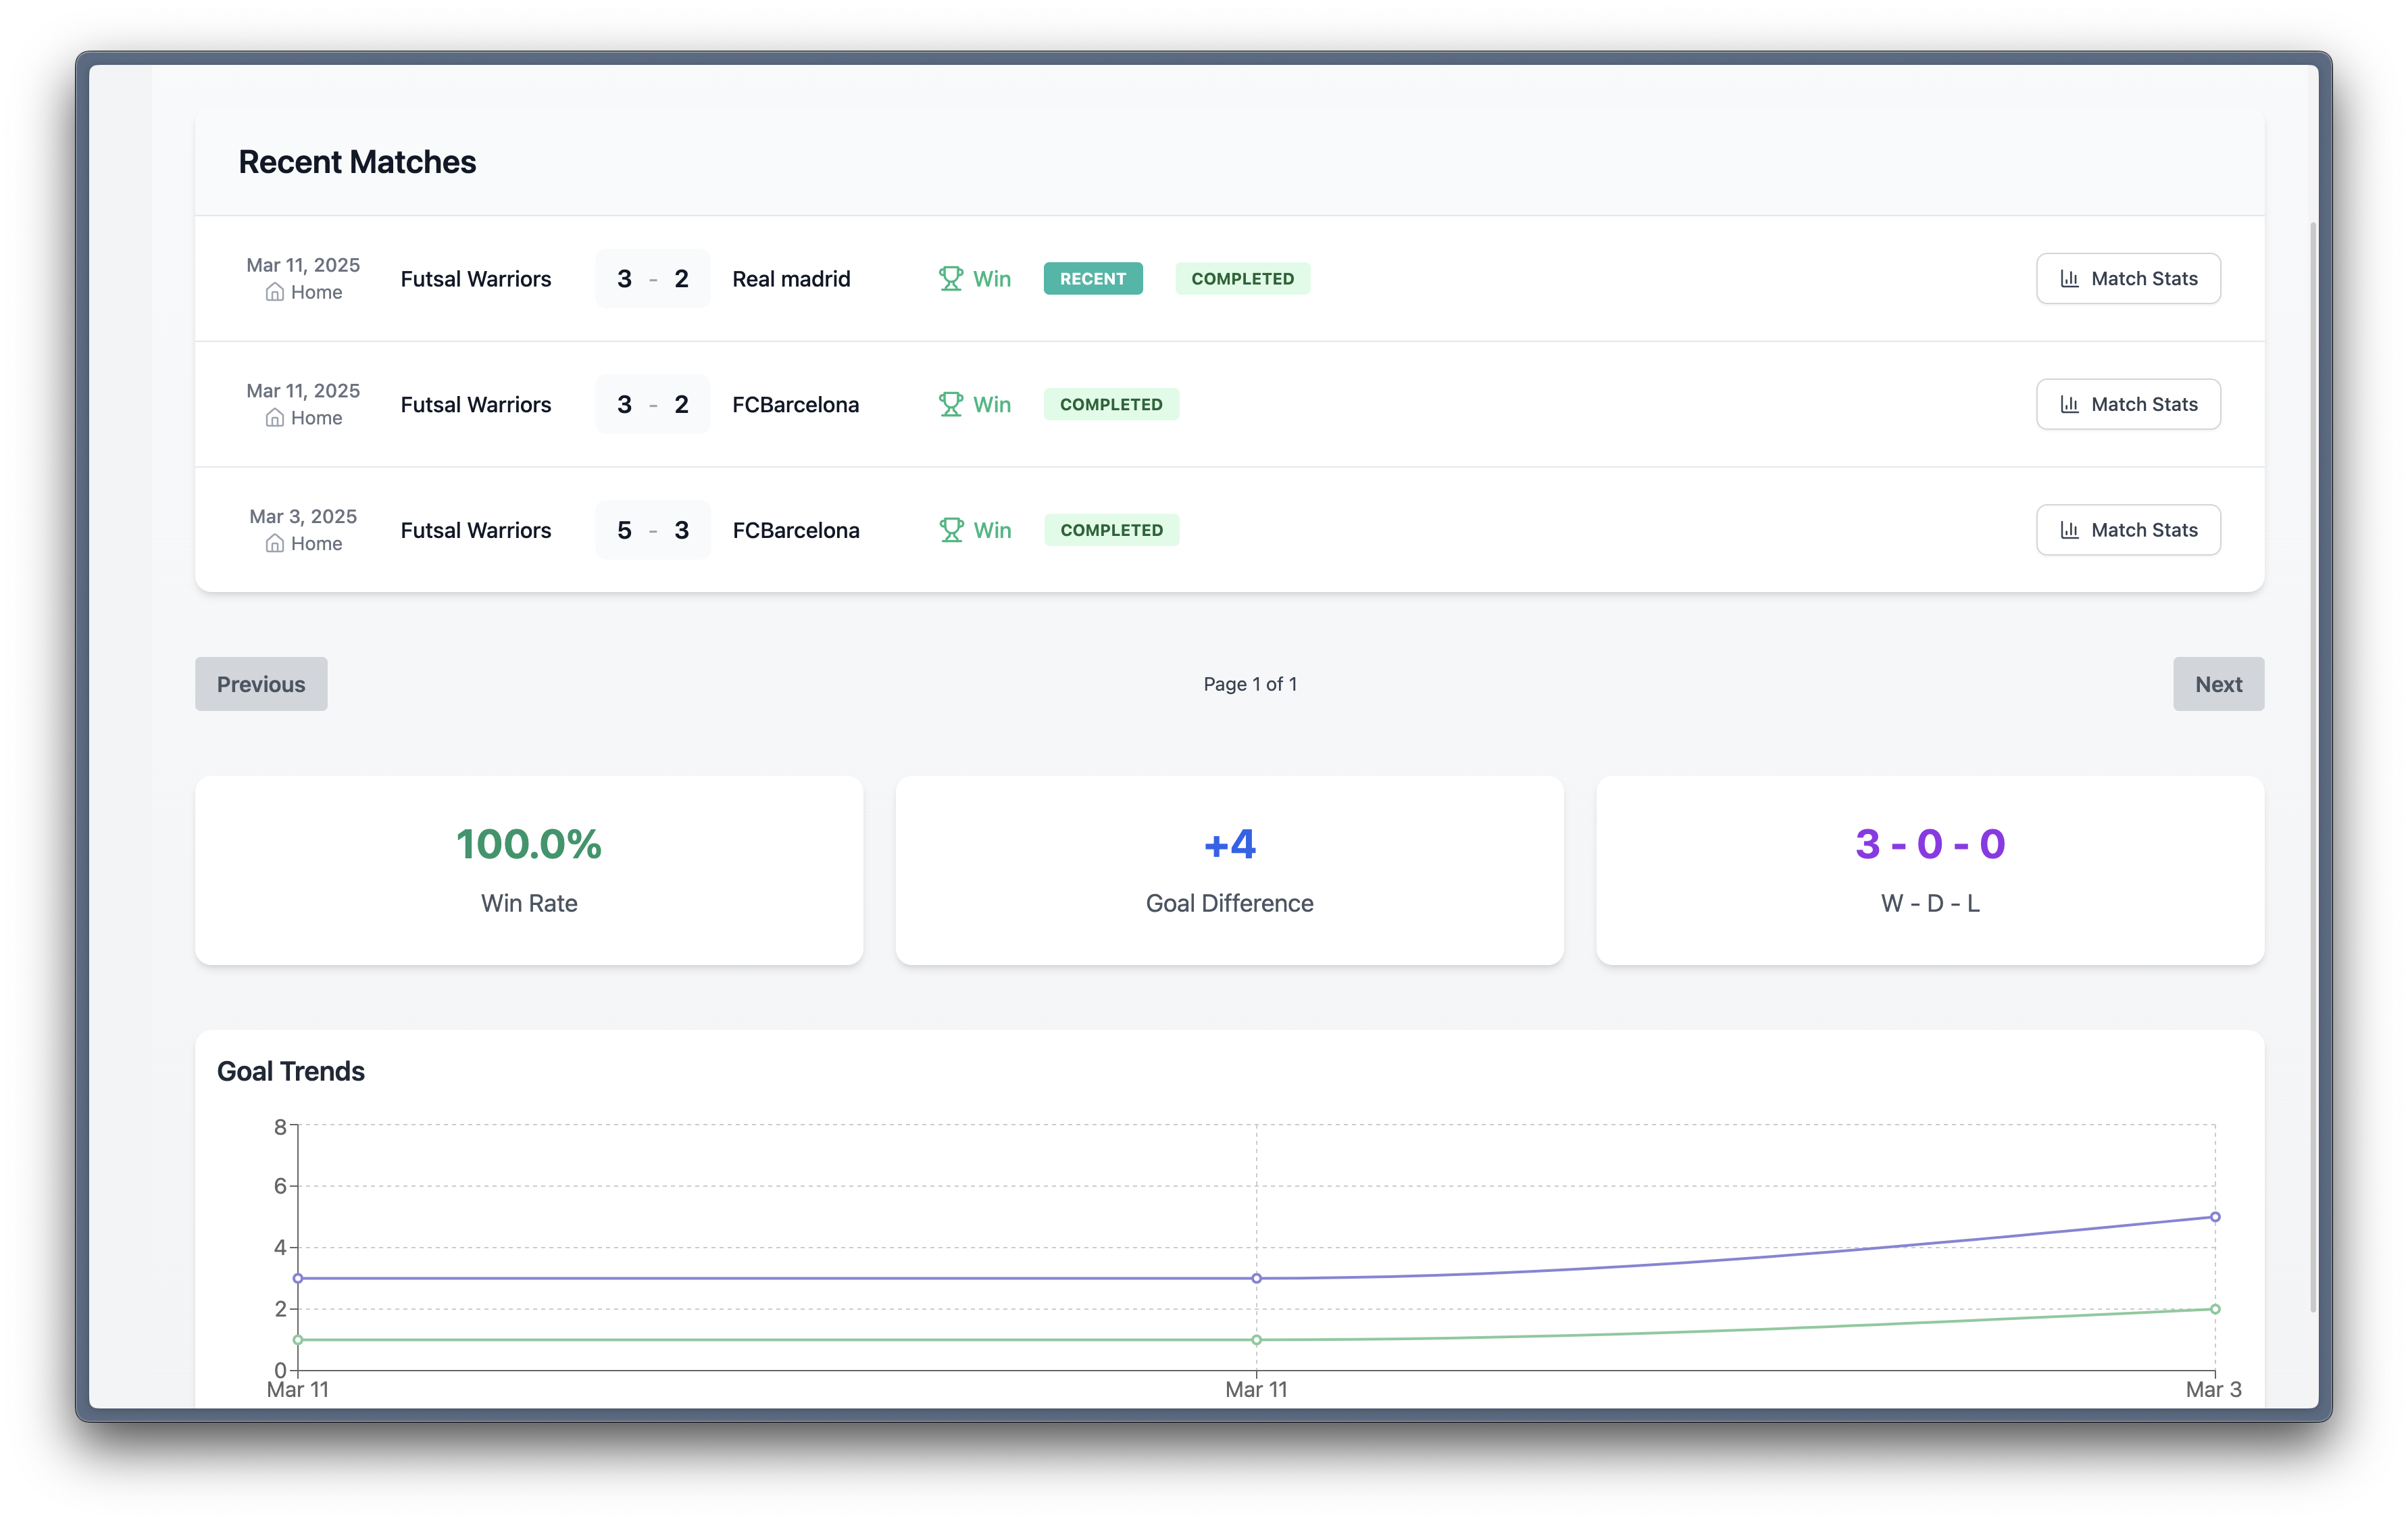 Recent Matches
Mar 11, 2025
Home
Futsal Warriors 3 - 2 Real madrid Win RECENT COMPLETED Match Stats
Mar 11, 2025
Home
Futsal Warriors 3 - 2 FCBarcelona Win COMPLETED Match Stats
Mar 3, 2025
Home
Futsal Warriors 5 - 3 FCBarcelona Win COMPLETED Match Stats
Previous Page 1 of 1 Next
100.0% +4 3 - 0 - 0
Win Rate Goal Difference W - D - L
Goal Trends
8
6
4
2
0
Mar 11 Mar 11 Mar 3